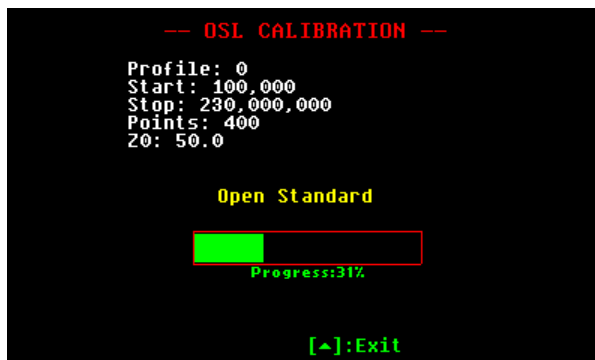 -- OSL CALIBRATION --
Profile: 0
Start: 100,000
Stop: 230,000,000
Points: 400
Z0: 50.0
Open Standard
Progress:31%
[▲]:Exit